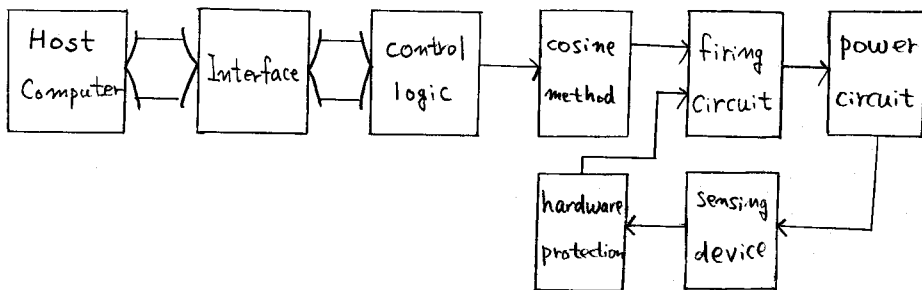 Host
Computer
Interface
control
logic
cosine
method
firing
circuit
power
circuit
hardware
protection
sensing
device